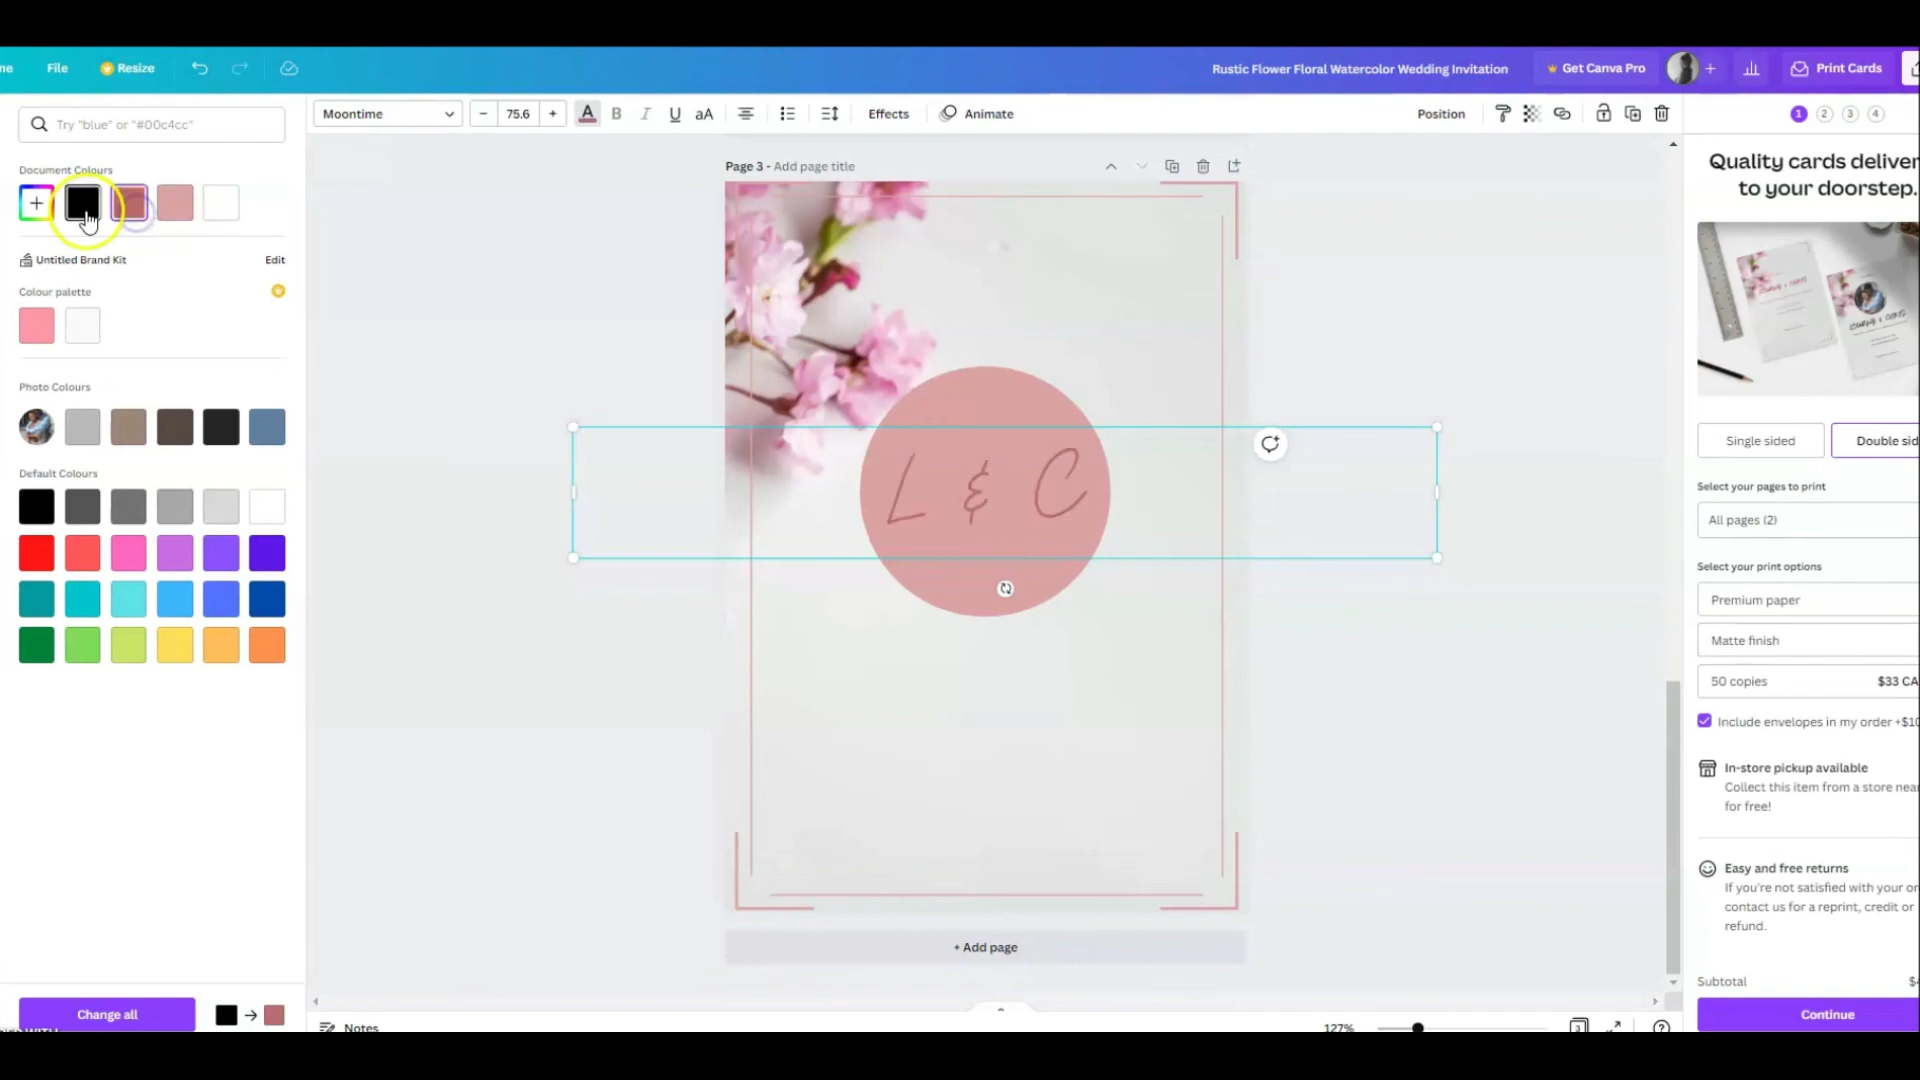 me File Resize Rustic Flower Floral Watercolor Wedding Invitation Get Canva Pro + Print Cards
Try "blue" or "#00c4cc"
Moontime − 75.6 + A B I U aA Effects Animate Position
1 2 3 4
Document Colours
+
Untitled Brand Kit Edit
Colour palette
Photo Colours
Default Colours
Change all
Page 3 - Add page title
L & C
+ Add page
Notes
127%
3
?
Quality cards deliver
to your doorstep.
Single sided Double sid
Select your pages to print
All pages (2)
Select your print options
Premium paper
Matte finish
50 copies $33 CA
Include envelopes in my order +$10
In-store pickup available
Collect this item from a store nea
for free!
Easy and free returns
If you're not satisfied with your or
contact us for a reprint, credit or
refund.
Subtotal
Continue